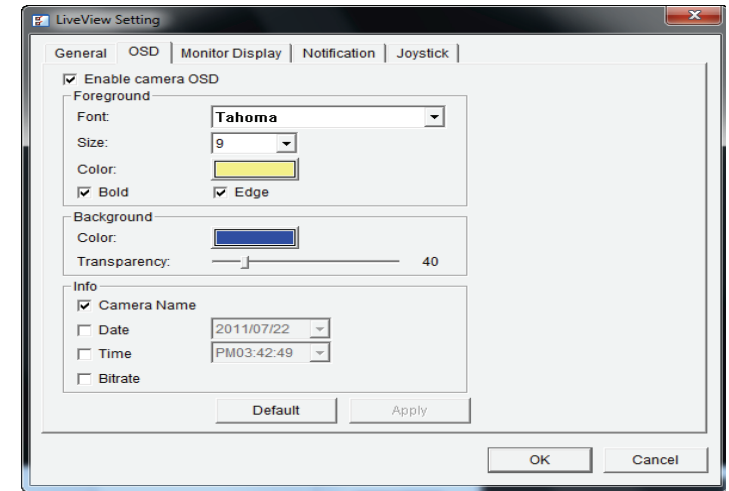 LiveView Setting
General OSD Monitor Display Notification Joystick
Enable camera OSD
Foreground
Font: Tahoma
Size: 9
Color:
Bold Edge
Background
Color:
Transparency: 40
Info
Camera Name
Date 2011/07/22
Time PM03:42:49
Bitrate
Default Apply
OK Cancel